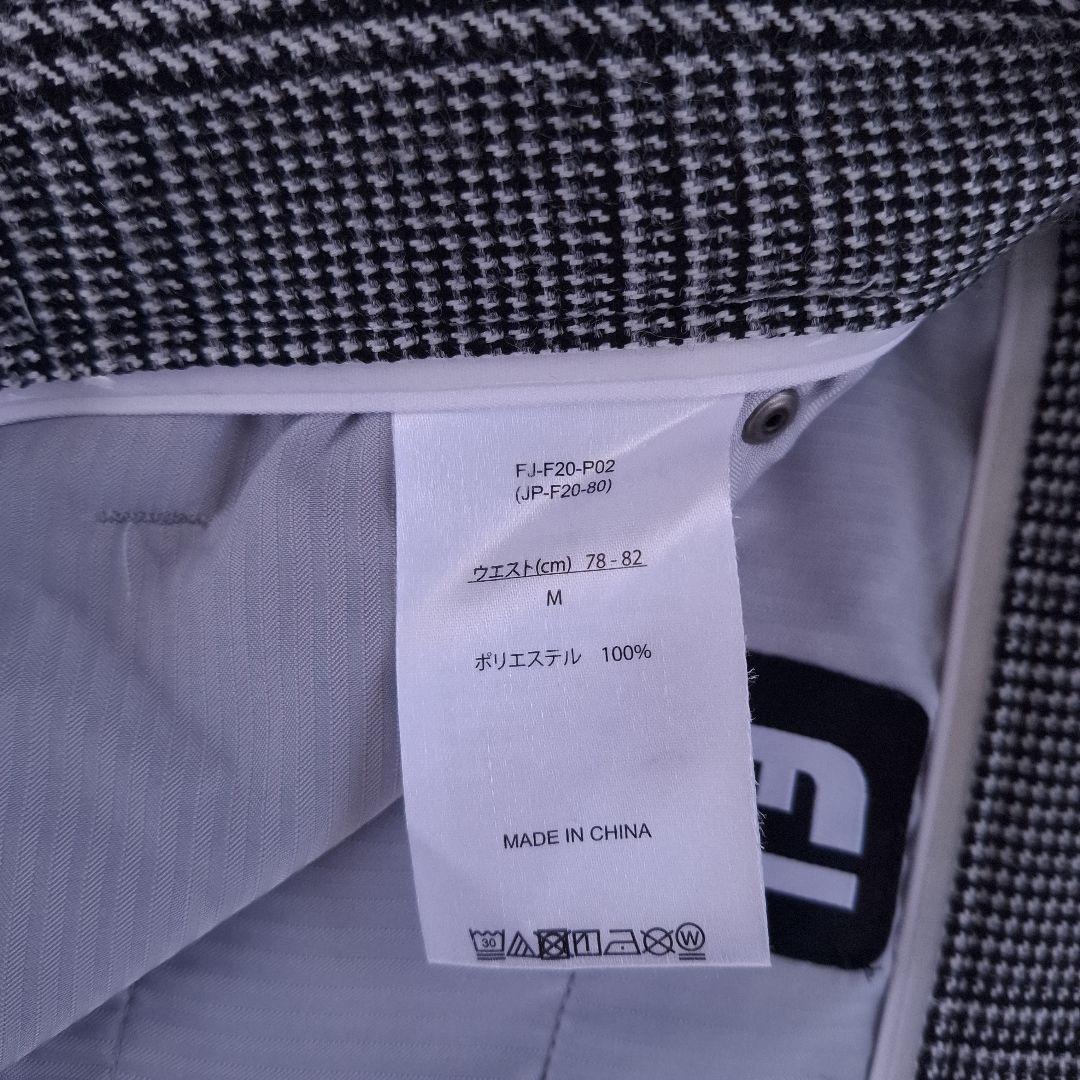 FJ-F20-P02
(JP-F20-80)
ウエスト(cm) 78 - 82
M
ポリエステル 100%
MADE IN CHINA
30
W